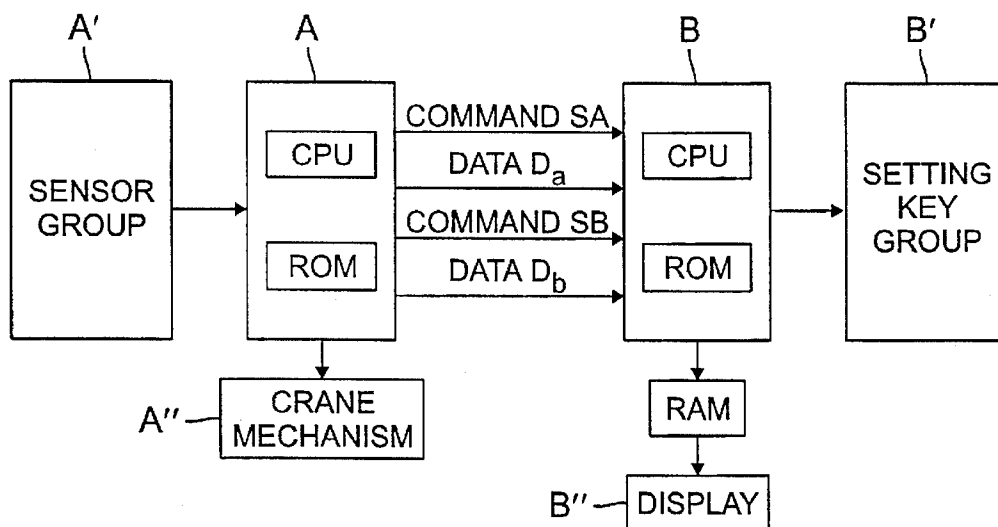 A′
A
B
B′
SENSOR
GROUP
CPU
ROM
COMMAND SA
DATA Da
COMMAND SB
DATA Db
CPU
ROM
SETTING
KEY
GROUP
A″
CRANE
MECHANISM
RAM
B″
DISPLAY